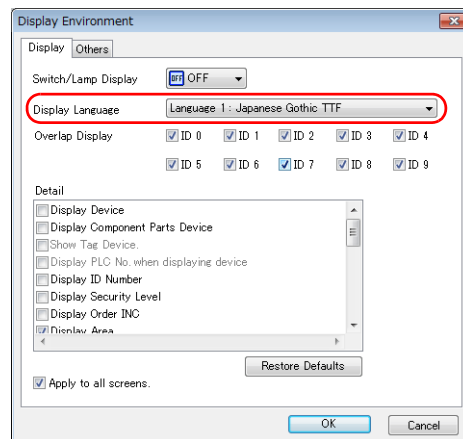 Display Environment
Display Others
Switch/Lamp Display OFF OFF
Display Language Language 1 : Japanese Gothic TTF
Overlap Display ID 0 ID 1 ID 2 ID 3 ID 4
ID 5 ID 6 ID 7 ID 8 ID 9
Detail
Display Device
Display Component Parts Device
Show Tag Device.
Display PLC No. when displaying device
Display ID Number
Display Security Level
Display Order INC
Display Area
Restore Defaults
Apply to all screens.
OK Cancel